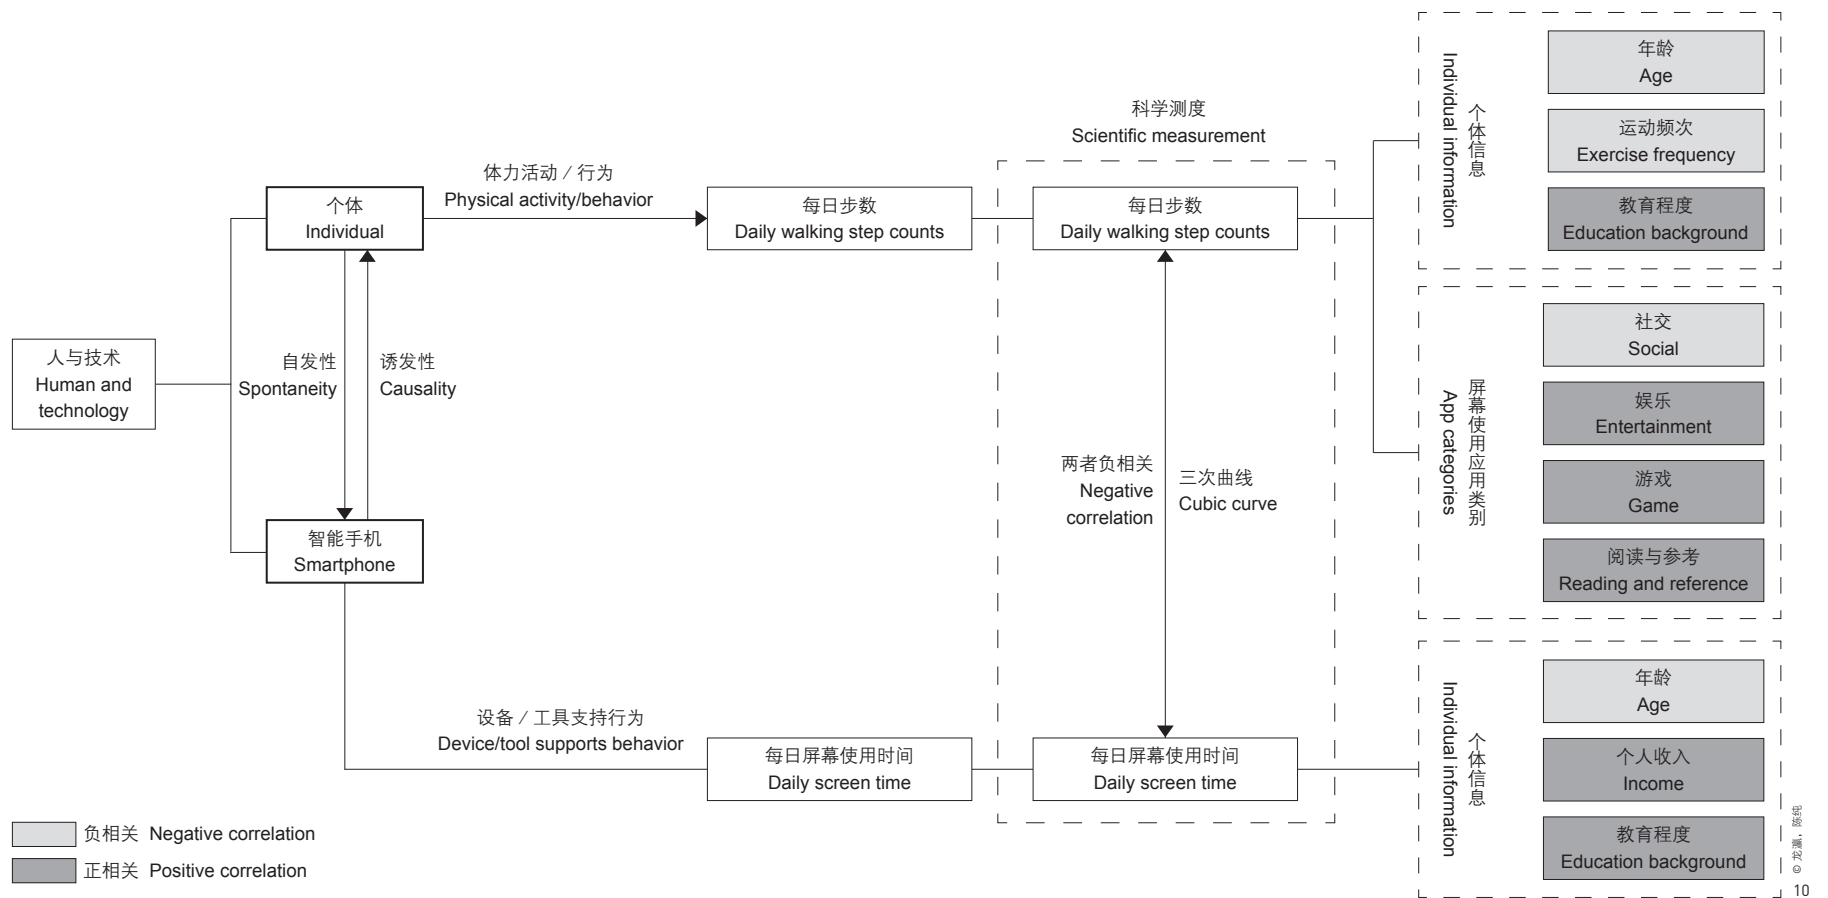 人与技术
Human and
technology
个体
Individual
自发性
Spontaneity
诱发性
Causality
智能手机
Smartphone
体力活动 / 行为
Physical activity/behavior
每日步数
Daily walking step counts
设备 / 工具支持行为
Device/tool supports behavior
每日屏幕使用时间
Daily screen time
科学测度
Scientific measurement
每日步数
Daily walking step counts
两者负相关
Negative
correlation
三次曲线
Cubic curve
每日屏幕使用时间
Daily screen time
个体信息
Individual information
年龄
Age
运动频次
Exercise frequency
教育程度
Education background
屏幕使用应用类别
App categories
社交
Social
娱乐
Entertainment
游戏
Game
阅读与参考
Reading and reference
个体信息
Individual information
年龄
Age
个人收入
Income
教育程度
Education background
负相关 Negative correlation
正相关 Positive correlation
© 龙瀛，陈纯
10